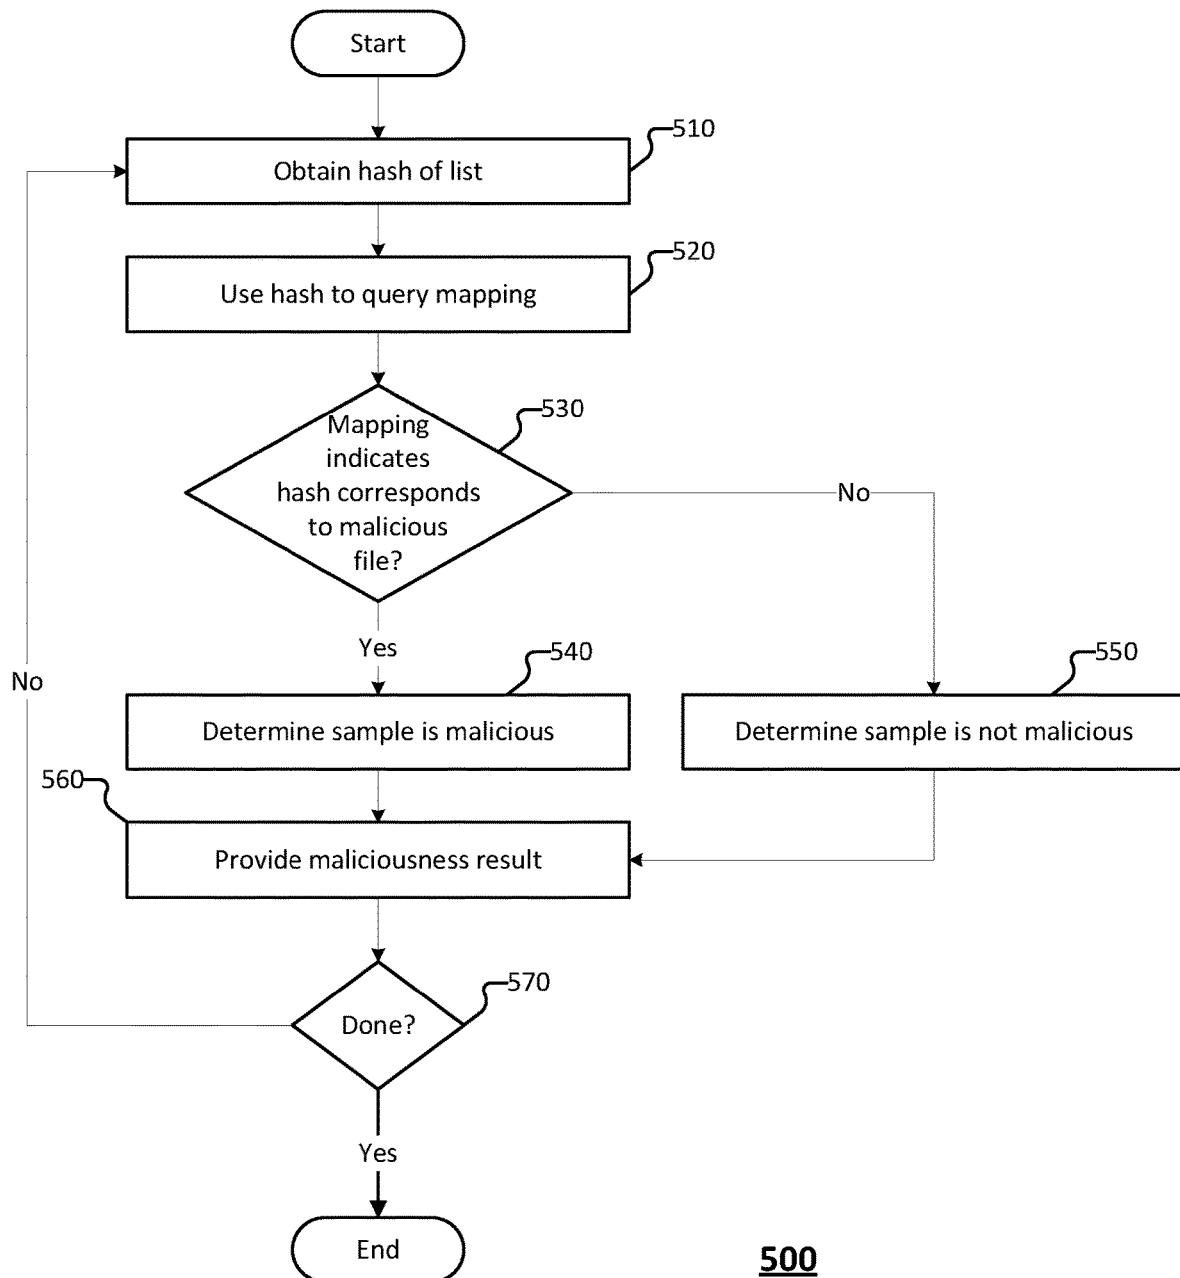 Start
510
Obtain hash of list
520
Use hash to query mapping
530
Mapping
indicates
hash corresponds
to malicious
file?
No
Yes
540
550
No
Determine sample is malicious
Determine sample is not malicious
560
Provide maliciousness result
570
Done?
Yes
End
500